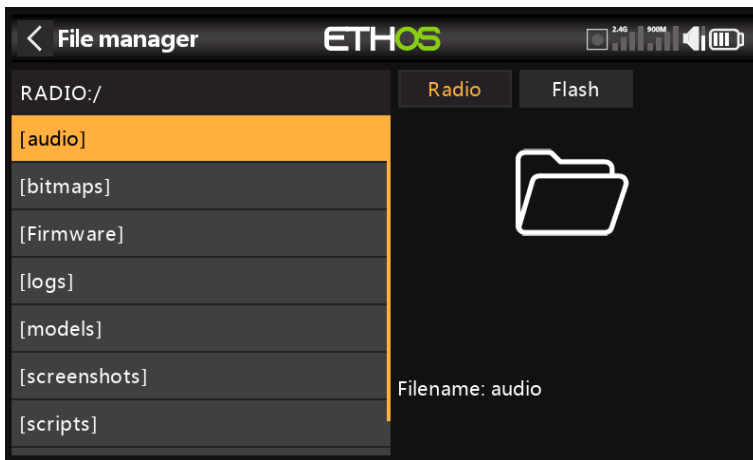 File manager
ETHOS
2.4G 900M
RADIO:/
Radio Flash
[audio]
[bitmaps]
[Firmware]
[logs]
[models]
[screenshots]
[scripts]
Filename: audio